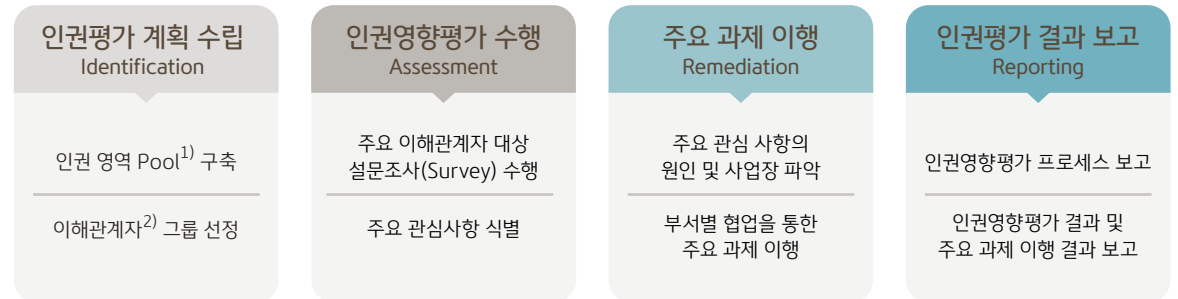 인권평가 계획 수립
Identification
인권 영역 Pool1) 구축
이해관계자2) 그룹 선정
인권영향평가 수행
Assessment
주요 이해관계자 대상
설문조사(Survey) 수행
주요 관심사항 식별
주요 과제 이행
Remediation
주요 관심 사항의
원인 및 사업장 파악
부서별 협업을 통한
주요 과제 이행
인권평가 결과 보고
Reporting
인권영향평가 프로세스 보고
인권영향평가 결과 및
주요 과제 이행 결과 보고